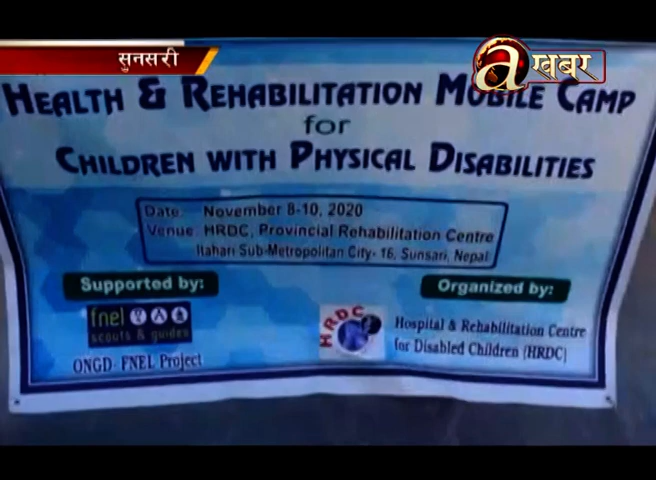 सुनसरी
a खबर
HEALTH & REHABILITATION MOBILE CAMP
for
CHILDREN WITH PHYSICAL DISABILITIES
Date: November 8-10, 2020
Venue: HRDC, Provincial Rehabilitation Centre
Itahari Sub-Metropolitan City- 16, Sunsari, Nepal
Supported by:
Organized by:
fnel
scouts & guides
ONGD- FNEL Project
HRDC
Hospital & Rehabilitation Centre
for Disabled Children (HRDC)